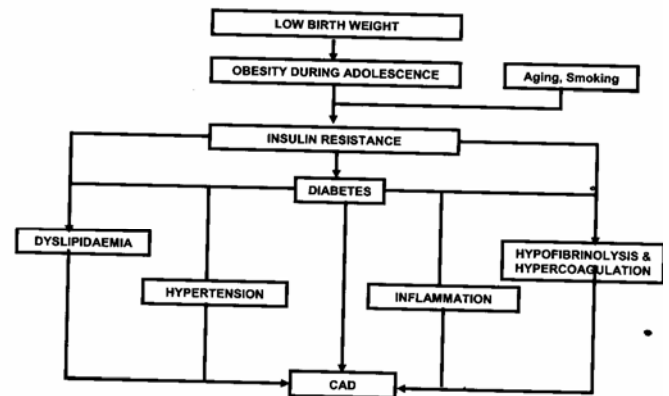 LOW BIRTH WEIGHT
OBESITY DURING ADOLESCENCE
Aging, Smoking
INSULIN RESISTANCE
DIABETES
DYSLIPIDAEMIA
HYPERTENSION
INFLAMMATION
HYPOFIBRINOLYSIS &
HYPERCOAGULATION
CAD